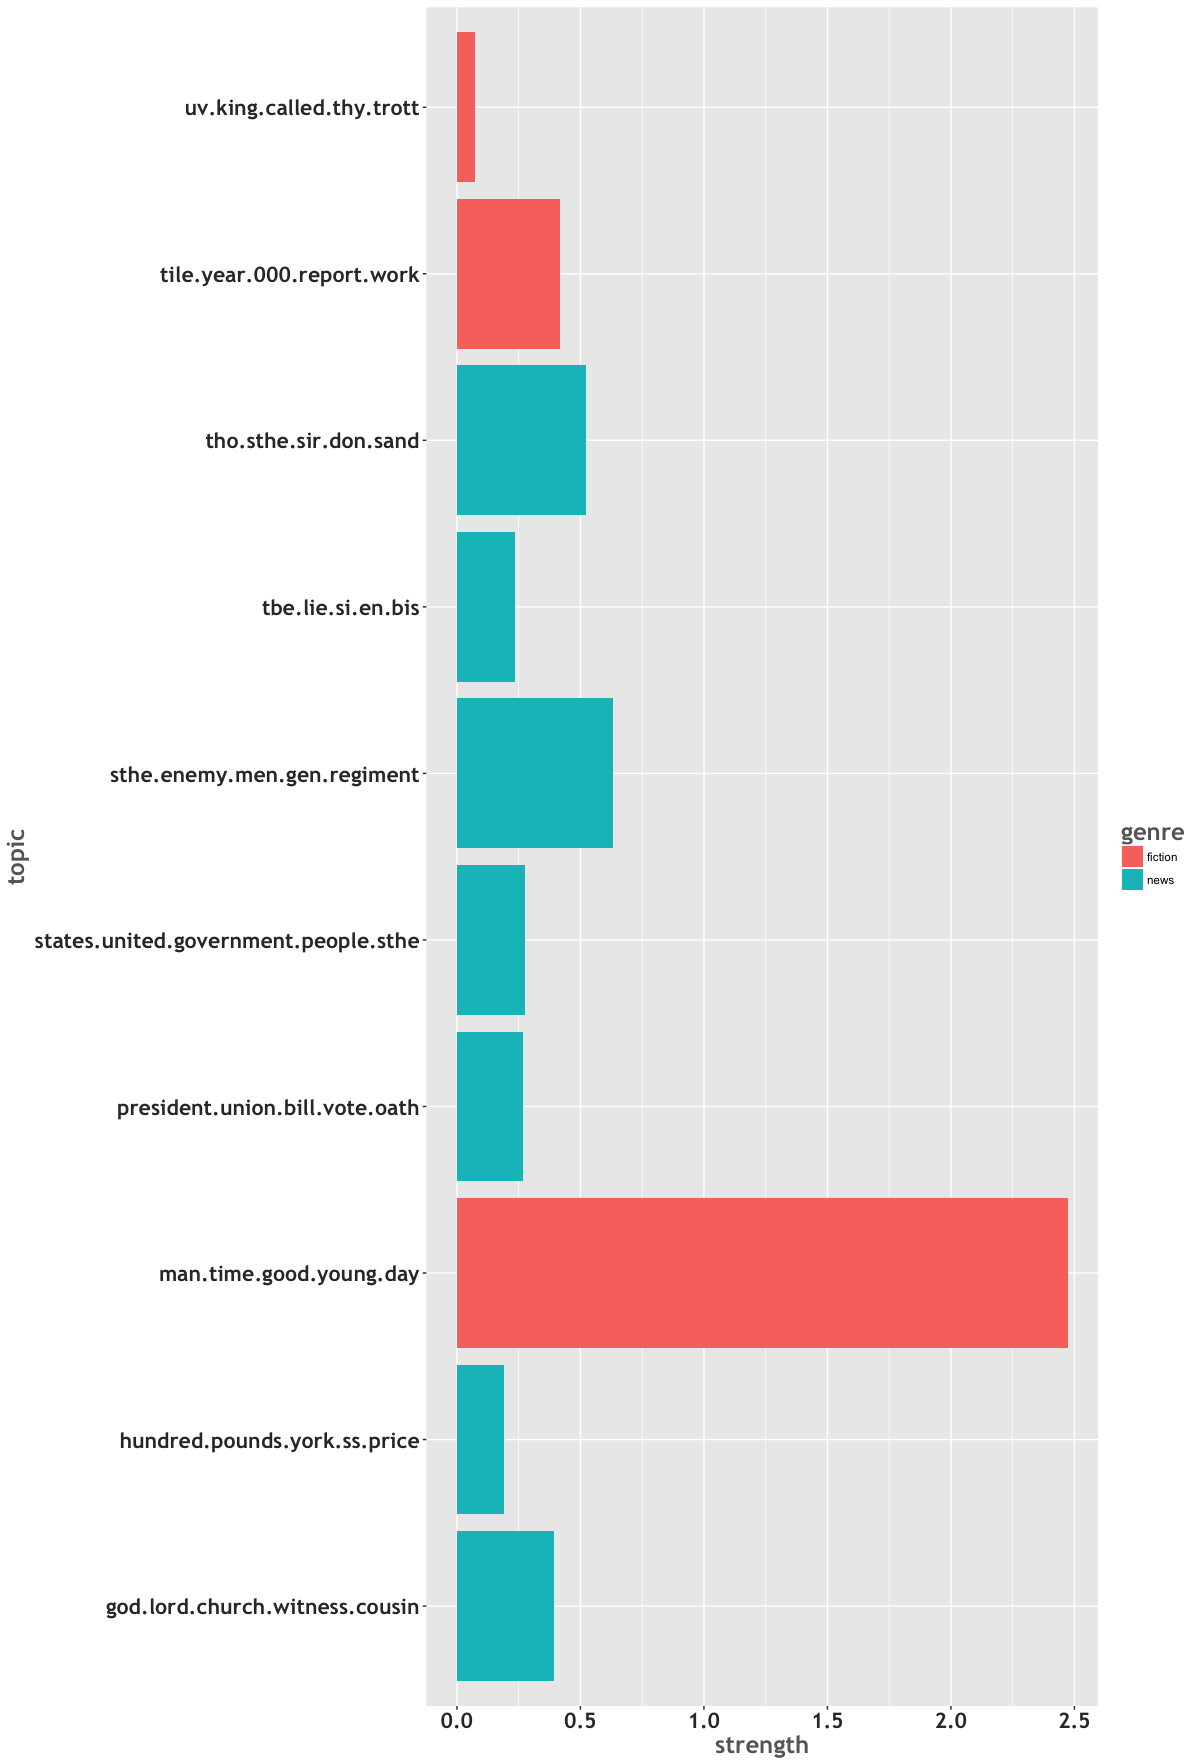 uv.king.called.thy.trott
tile.year.000.report.work
tho.sthe.sir.don.sand
tbe.lie.si.en.bis
sthe.enemy.men.gen.regiment
states.united.government.people.sthe
president.union.bill.vote.oath
man.time.good.young.day
hundred.pounds.york.ss.price
god.lord.church.witness.cousin
topic
0.0 0.5 1.0 1.5 2.0 2.5
strength
genre
fiction
news